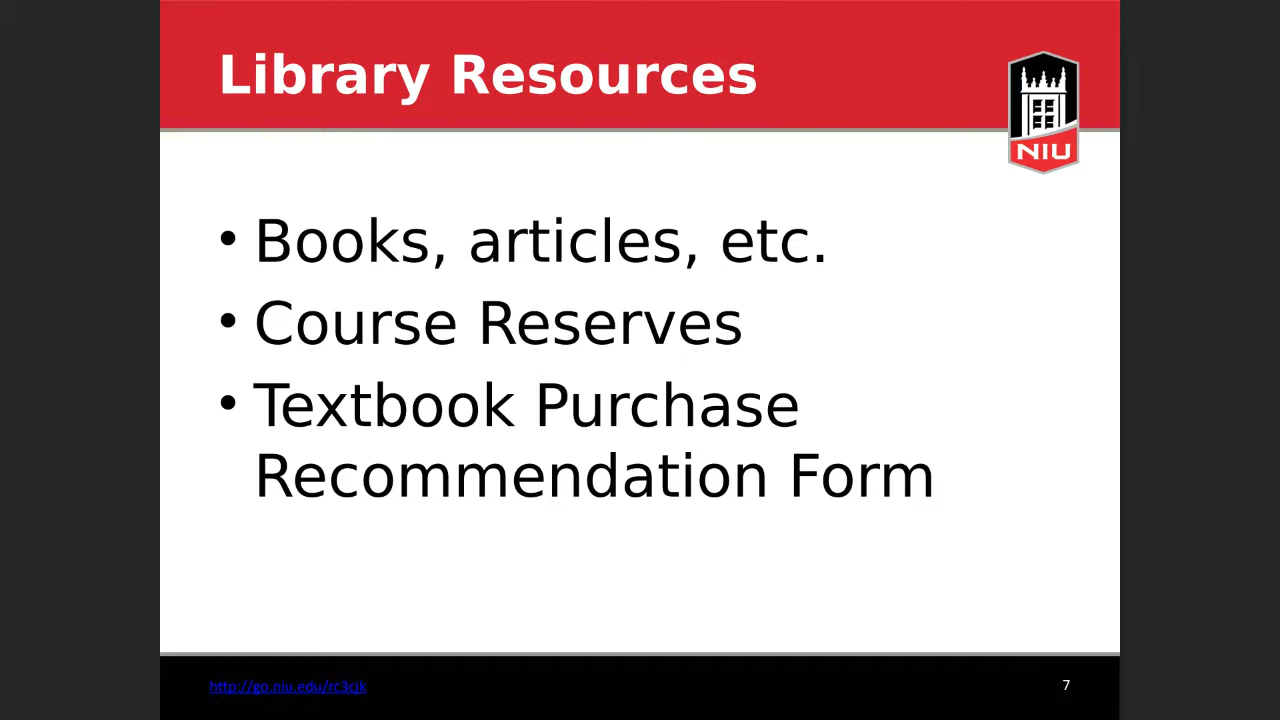 Library Resources
NIU
• Books, articles, etc.
• Course Reserves
• Textbook Purchase
Recommendation Form
http://go.niu.edu/rc3cjk
7